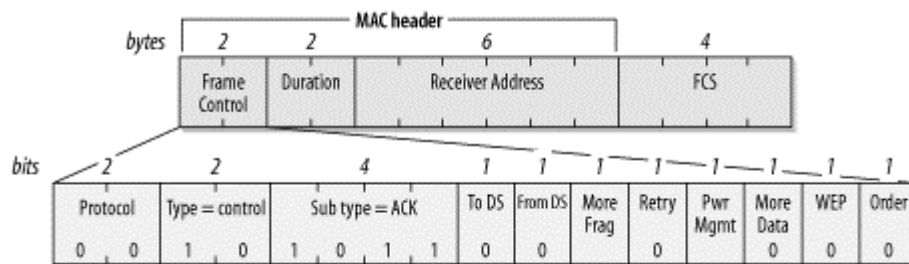 MAC header
bytes 2 2 6 4
Frame Control Duration Receiver Address FCS
bits 2 2 4 1 1 1 1 1 1 1 1
Protocol Type = control Sub type = ACK To DS From DS More Frag Retry Pwr Mgmt More Data WEP Order
0 0 1 0 1 0 1 1 0 0 0 0 0 0